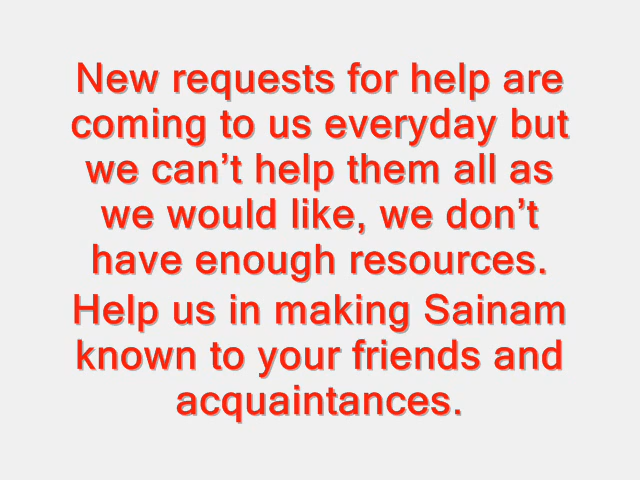 New requests for help are
coming to us everyday but
we can’t help them all as
we would like, we don’t
have enough resources.
Help us in making Sainam
known to your friends and
acquaintances.